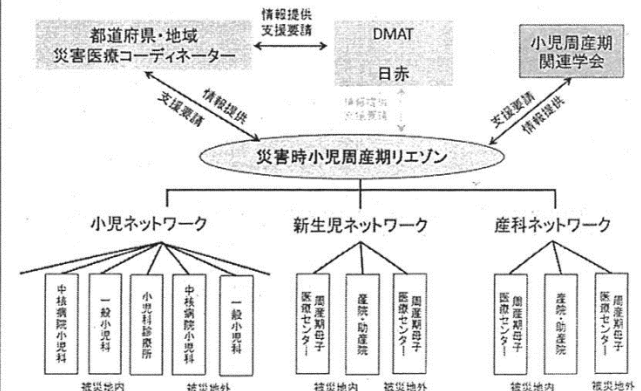 情報提供
支援要請
都道府県・地域
災害医療コーディネーター
DMAT
日赤
小児周産期
関連学会
情報提供
支援要請
情報提供
支援要請
支援要請
情報提供
災害時小児周産期リエゾン
小児ネットワーク
新生児ネットワーク
産科ネットワーク
中核病院小児科
一般小児科
小児科診療所
中核病院小児科
一般小児科
周産期母子
医療センター
産院・助産院
周産期母子
医療センター
周産期母子
医療センター
産院・助産院
周産期母子
医療センター
被災地内
被災地外
被災地内
被災地外
被災地内
被災地外